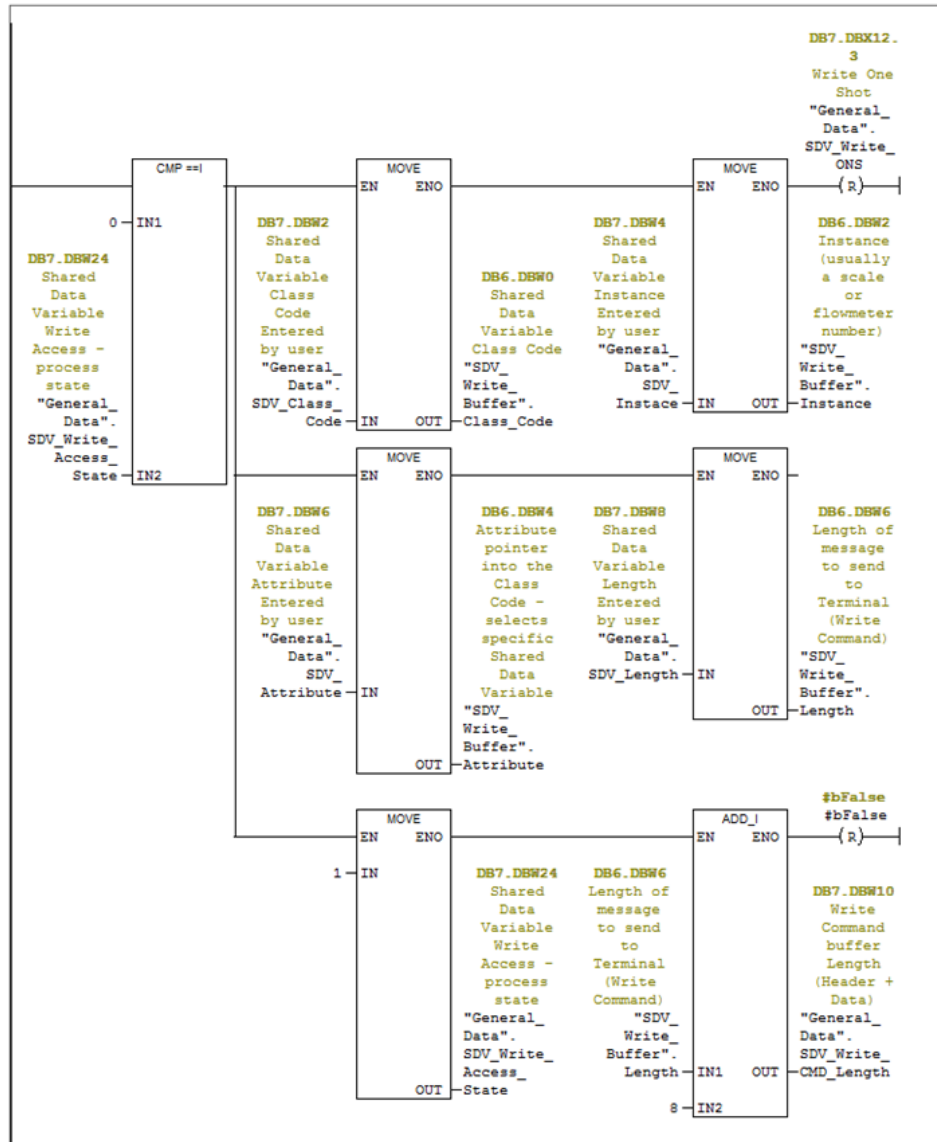 DB7.DBX12.
3
Write One
Shot
"General_
Data".
SDV_Write_
ONS
(R)
CMP ==I
0
IN1
DB7.DBW24
Shared
Data
Variable
Write
Access -
process
state
"General_
Data".
SDV_Write_
Access_
State
IN2
MOVE
EN ENO
DB7.DBW2
Shared
Data
Variable
Class
Code
Entered
by user
"General_
Data".
SDV_Class_
Code
IN OUT
DB6.DBW0
Shared
Data
Variable
Class Code
"SDV_
Write_
Buffer".
Class_Code
MOVE
EN ENO
DB7.DBW4
Shared
Data
Variable
Instance
Entered
by user
"General_
Data".
SDV_
Instace
IN OUT
DB6.DBW2
Instance
(usually
a scale
or
flowmeter
number)
"SDV_
Write_
Buffer".
Instance
MOVE
EN ENO
DB7.DBW6
Shared
Data
Variable
Attribute
Entered
by user
"General_
Data".
SDV_
Attribute
IN
OUT
DB6.DBW4
Attribute
pointer
into the
Class
Code -
selects
specific
Shared
Data
Variable
"SDV_
Write_
Buffer".
Attribute
MOVE
EN ENO
DB7.DBW8
Shared
Data
Variable
Length
Entered
by user
"General_
Data".
SDV_Length
IN
OUT
DB6.DBW6
Length of
message
to send
to
Terminal
(Write
Command)
"SDV_
Write_
Buffer".
Length
MOVE
EN ENO
1
IN
OUT
DB7.DBW24
Shared
Data
Variable
Write
Access -
process
state
"General_
Data".
SDV_Write_
Access_
State
ADD_I
EN ENO
DB6.DBW6
Length of
message
to send
to
Terminal
(Write
Command)
"SDV_
Write_
Buffer".
Length
IN1 OUT
8
IN2
#bFalse
#bFalse
(R)
DB7.DBW10
Write
Command
buffer
Length
(Header +
Data)
"General_
Data".
SDV_Write_
CMD_Length